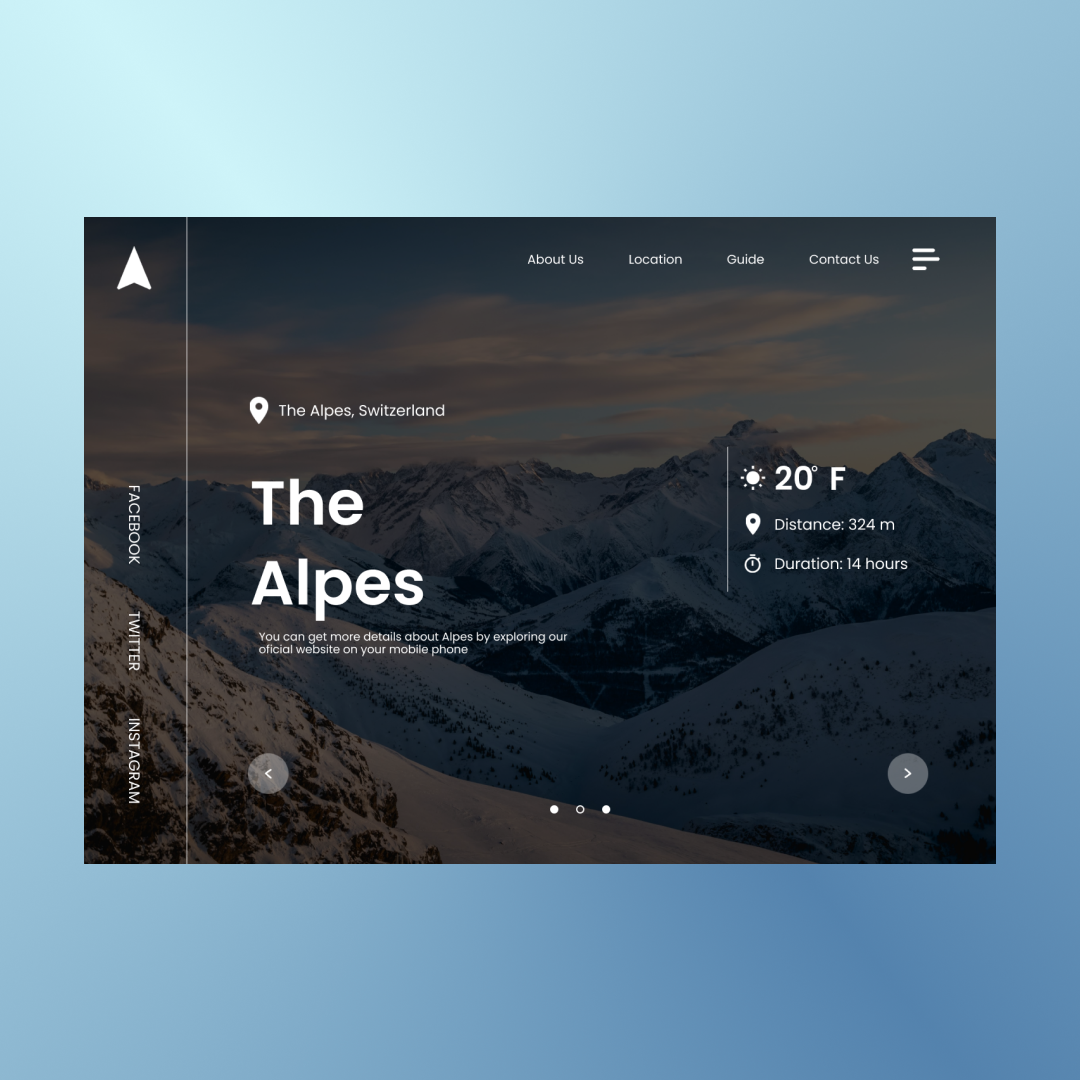 About Us
Location
Guide
Contact Us
The Alpes, Switzerland
The
Alpes
You can get more details about Alpes by exploring our
oficial website on your mobile phone
20° F
Distance: 324 m
Duration: 14 hours
FACEBOOK
TWITTER
INSTAGRAM